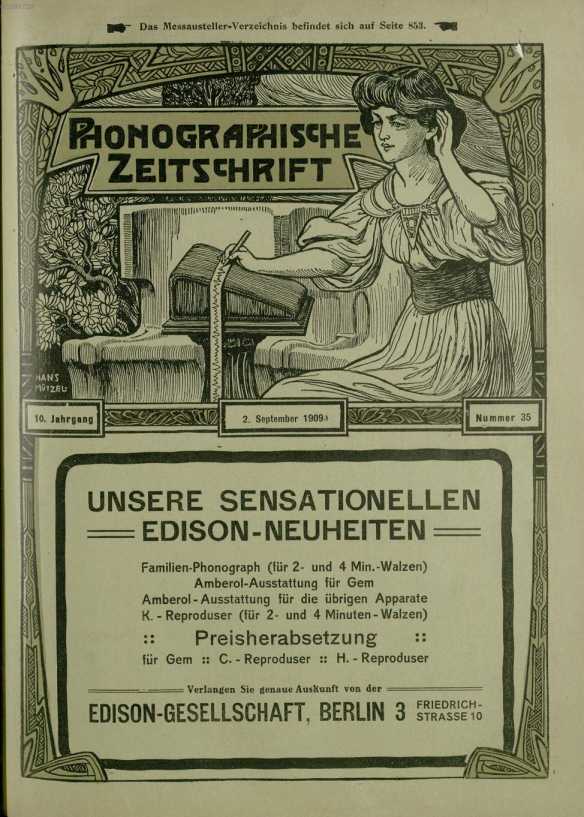 Das Messaussteller-Verzeichnis befindet sich auf Seite 853.
PHONOGRAPHISCHE
ZEITSCHRIFT
HANS
MÜTZEL
10. Jahrgang
2. September 1909
Nummer 35
UNSERE SENSATIONELLEN
EDISON-NEUHEITEN
Familien-Phonograph (für 2- und 4 Min.-Walzen)
Amberol-Ausstattung für Gem
Amberol-Ausstattung für die übrigen Apparate
K.-Reproduser (für 2- und 4 Minuten-Walzen)
:: Preisherabsetzung ::
für Gem :: C.-Reproduser :: H.-Reproduser
Verlangen Sie genaue Auskunft von der
EDISON-GESELLSCHAFT, BERLIN 3 FRIEDRICH-
STRASSE 10